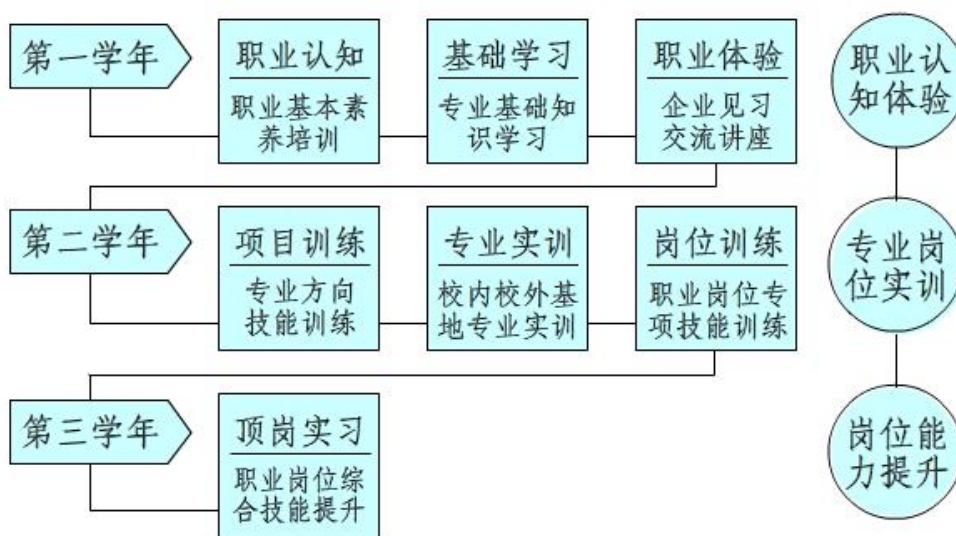 第一学年
职业认知
职业基本素
养培训
基础学习
专业基础知
识学习
职业体验
企业见习
交流讲座
职业认
知体验
第二学年
项目训练
专业方向
技能训练
专业实训
校内校外基
地专业实训
岗位训练
职业岗位专
项技能训练
专业岗
位实训
第三学年
顶岗实习
职业岗位综
合技能提升
岗位能
力提升